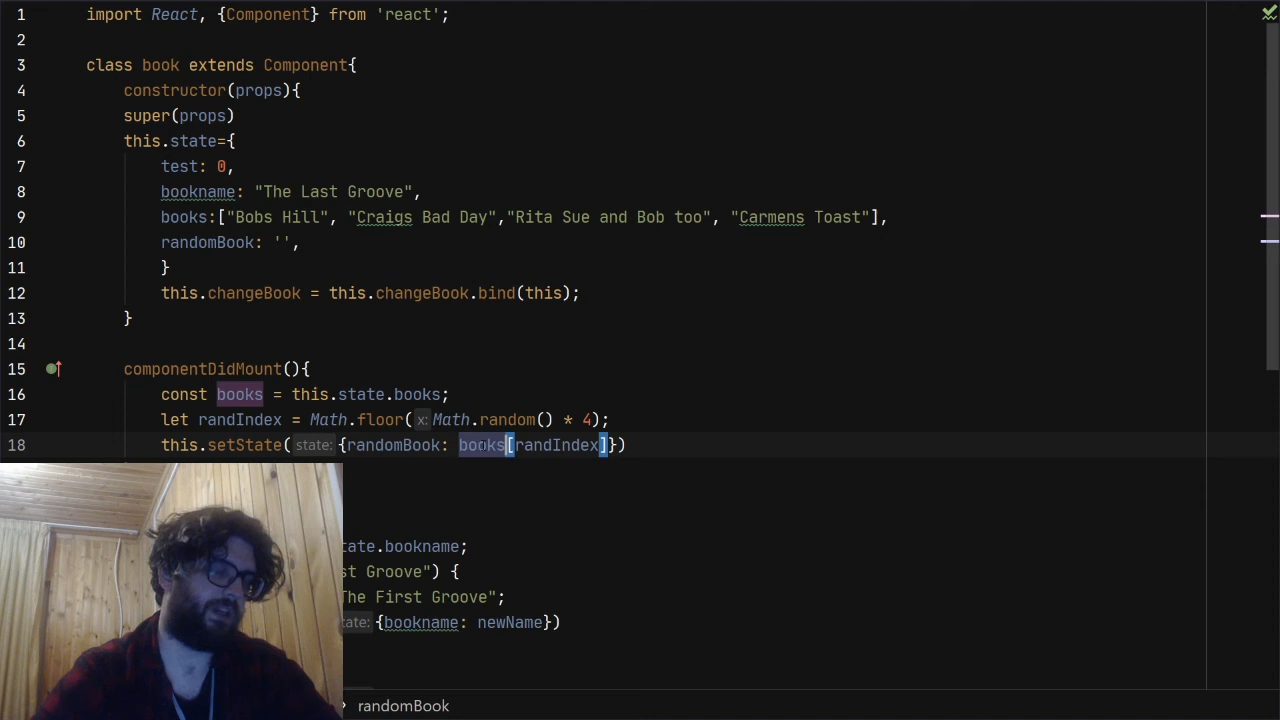 1 import React, {Component} from 'react';
2
3 class book extends Component{
4 constructor(props){
5 super(props)
6 this.state={
7 test: 0,
8 bookname: "The Last Groove",
9 books:["Bobs Hill", "Craigs Bad Day","Rita Sue and Bob too", "Carmens Toast"],
10 randomBook: '',
11 }
12 this.changeBook = this.changeBook.bind(this);
13 }
14
15 componentDidMount(){
16 const books = this.state.books;
17 let randIndex = Math.floor( x: Math.random() * 4);
18 this.setState( state: {randomBook: books[randIndex]})
tate.bookname;
st Groove") {
The First Groove";
tate: {bookname: newName})
randomBook